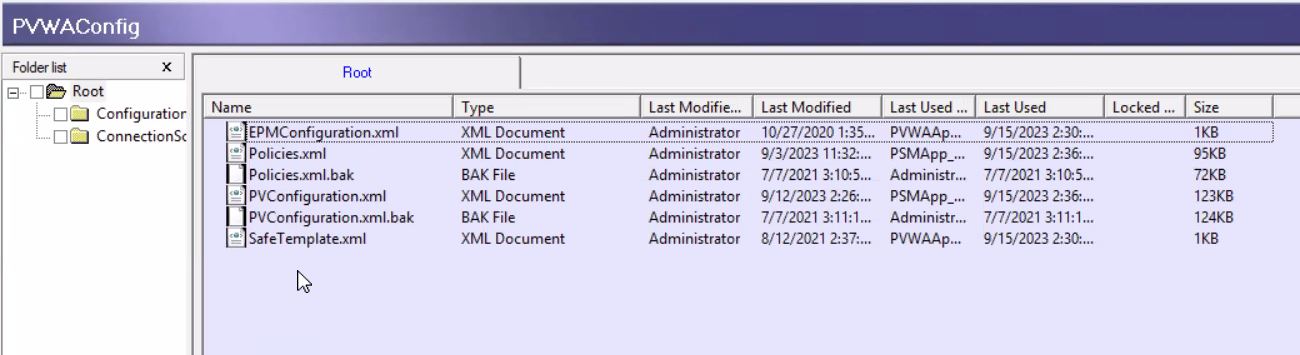 PVWAConfig
Folder list x
Root
Configuration
ConnectionSc
Root
Name Type Last Modifie... Last Modified Last Used ... Last Used Locked ... Size
EPMConfiguration.xml XML Document Administrator 10/27/2020 1:35... PVWAAp... 9/15/2023 2:30:... 1KB
Policies.xml XML Document Administrator 9/3/2023 11:32:... PSMApp_... 9/15/2023 2:36:... 95KB
Policies.xml.bak BAK File Administrator 7/7/2021 3:10:5... Administr... 7/7/2021 3:10:5... 72KB
PVConfiguration.xml XML Document Administrator 9/12/2023 2:26:... PSMApp_... 9/15/2023 2:36:... 123KB
PVConfiguration.xml.bak BAK File Administrator 7/7/2021 3:11:1... Administr... 7/7/2021 3:11:1... 124KB
SafeTemplate.xml XML Document Administrator 8/12/2021 2:37:... PVWAAp... 9/15/2023 2:30:... 1KB